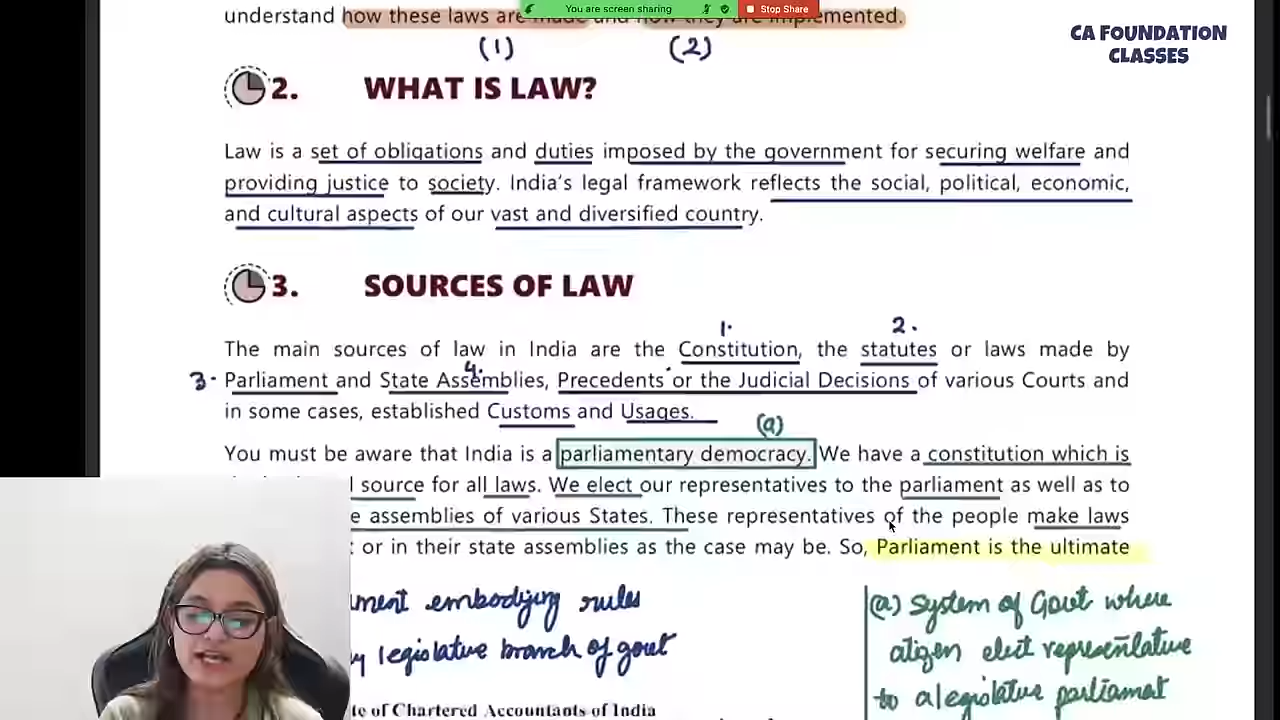 understand how these laws are made and how they are implemented.
You are screen sharing
Stop Share
CA FOUNDATION
CLASSES
(1) (2)
2. WHAT IS LAW?
Law is a set of obligations and duties imposed by the government for securing welfare and
providing justice to society. India's legal framework reflects the social, political, economic,
and cultural aspects of our vast and diversified country.
3. SOURCES OF LAW
1. 2.
The main sources of law in India are the Constitution, the statutes or laws made by
3. 4.
Parliament and State Assemblies, Precedents or the Judicial Decisions of various Courts and
in some cases, established Customs and Usages.
(a)
You must be aware that India is a parliamentary democracy. We have a constitution which is
source for all laws. We elect our representatives to the parliament as well as to
assemblies of various States. These representatives of the people make laws
or in their state assemblies as the case may be. So, Parliament is the ultimate
embodying rules
legislative branch of govt
(a) System of Govt where
citizen elect representative
to a legislative parliament
of Chartered Accountants of India